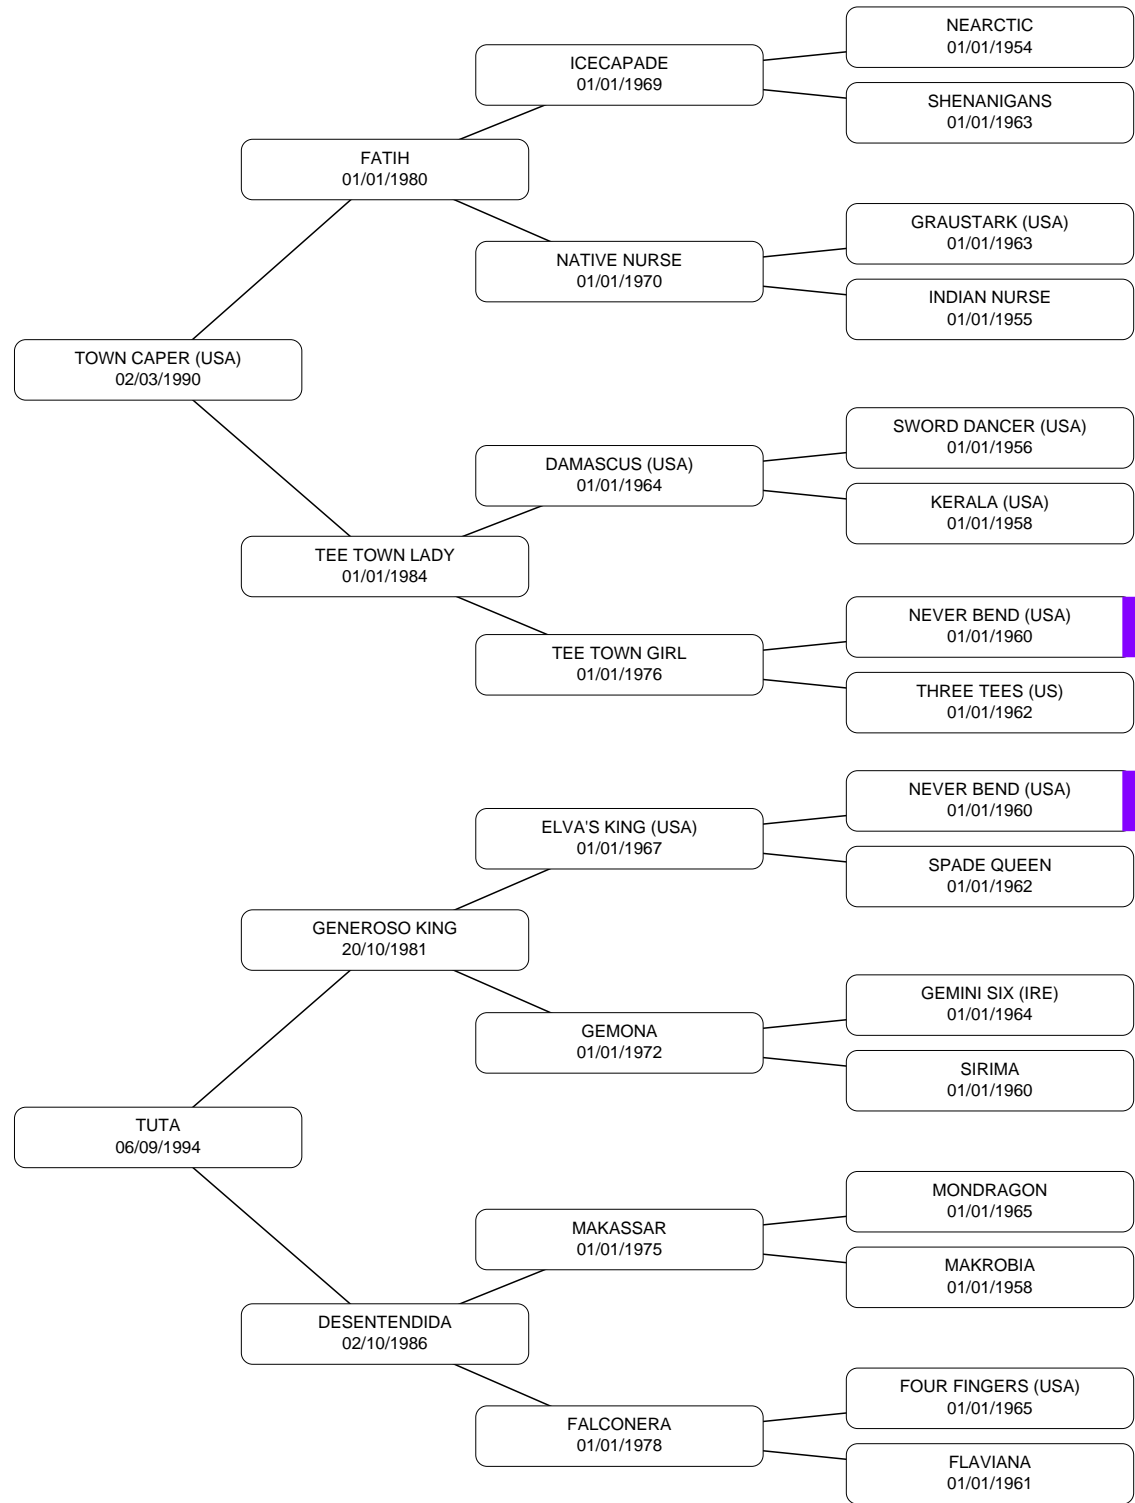 NEARCTIC
01/01/1954
ICECAPADE
01/01/1969
SHENANIGANS
01/01/1963
FATIH
01/01/1980
GRAUSTARK (USA)
01/01/1963
NATIVE NURSE
01/01/1970
INDIAN NURSE
01/01/1955
TOWN CAPER (USA)
02/03/1990
SWORD DANCER (USA)
01/01/1956
DAMASCUS (USA)
01/01/1964
KERALA (USA)
01/01/1958
TEE TOWN LADY
01/01/1984
NEVER BEND (USA)
01/01/1960
TEE TOWN GIRL
01/01/1976
THREE TEES (US)
01/01/1962
NEVER BEND (USA)
01/01/1960
ELVA'S KING (USA)
01/01/1967
SPADE QUEEN
01/01/1962
GENEROSO KING
20/10/1981
GEMINI SIX (IRE)
01/01/1964
GEMONA
01/01/1972
SIRIMA
01/01/1960
TUTA
06/09/1994
MONDRAGON
01/01/1965
MAKASSAR
01/01/1975
MAKROBIA
01/01/1958
DESENTENDIDA
02/10/1986
FOUR FINGERS (USA)
01/01/1965
FALCONERA
01/01/1978
FLAVIANA
01/01/1961